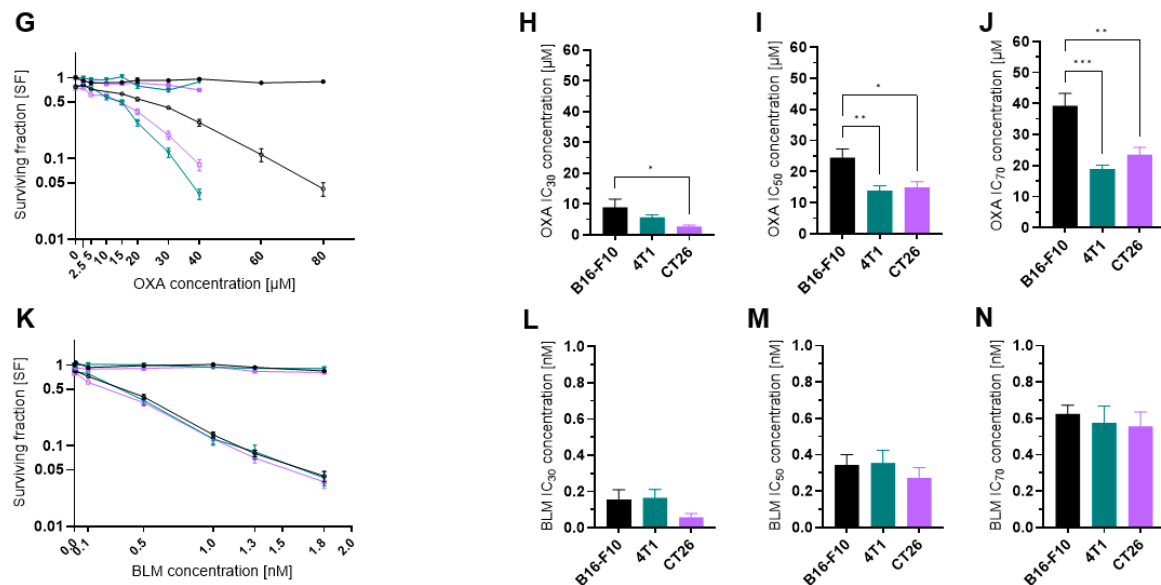 G
Surviving fraction [SF]
1
0.5
0.1
0.05
0.01
0
2.5
5
10
15
20
30
40
60
80
OXA concentration [µM]
H
OXA IC30 concentration [µM]
60
50
40
30
20
10
0
*
B16-F10
4T1
CT26
I
OXA IC50 concentration [µM]
60
50
40
30
20
10
0
*
**
B16-F10
4T1
CT26
J
OXA IC70 concentration [µM]
60
50
40
30
20
10
0
**
***
B16-F10
4T1
CT26
K
Surviving fraction [SF]
1
0.5
0.1
0.05
0.01
0.0
0.1
0.5
1.0
1.3
1.8
2.0
BLM concentration [nM]
L
BLM IC30 concentration [nM]
1.0
0.8
0.6
0.4
0.2
0.0
B16-F10
4T1
CT26
M
BLM IC50 concentration [nM]
1.0
0.8
0.6
0.4
0.2
0.0
B16-F10
4T1
CT26
N
BLM IC70 concentration [nM]
1.0
0.8
0.6
0.4
0.2
0.0
B16-F10
4T1
CT26